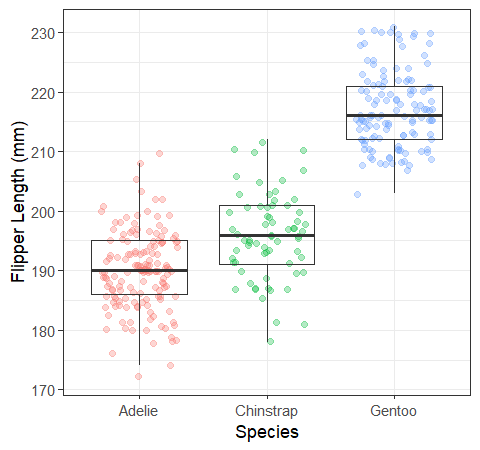 Flipper Length (mm)
230
220
210
200
190
180
170
Adelie Chinstrap Gentoo
Species